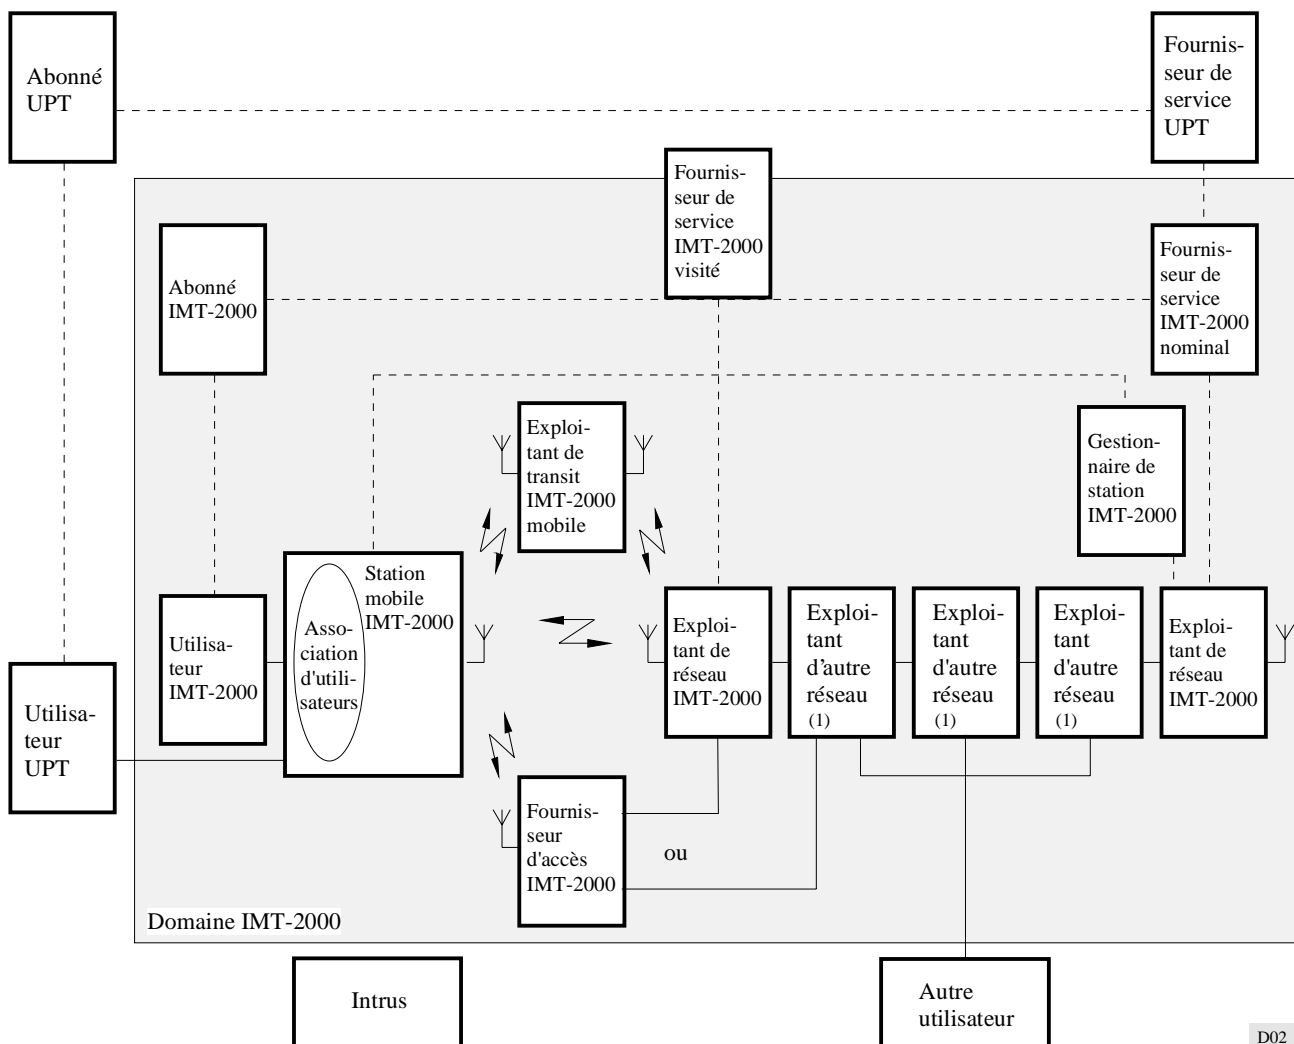 Abonné
UPT
Fournis-
seur de
service
UPT
Fournis-
seur de
service
IMT-2000
visité
Abonné
IMT-2000
Fournis-
seur de
service
IMT-2000
nominal
Exploi-
tant de
transit
IMT-2000
mobile
Gestion-
naire de
station
IMT-2000
Station
mobile
IMT-2000
Asso-
ciation
d'utili-
sateurs
Utilisa-
teur
IMT-2000
Exploi-
tant de
réseau
IMT-2000
Exploi-
tant
d'autre
réseau
(1)
Exploi-
tant
d'autre
réseau
(1)
Exploi-
tant
d'autre
réseau
(1)
Exploi-
tant de
réseau
IMT-2000
Utilisa-
teur
UPT
Fournis-
seur
d'accès
IMT-2000
ou
Domaine IMT-2000
Intrus
Autre
utilisateur
D02